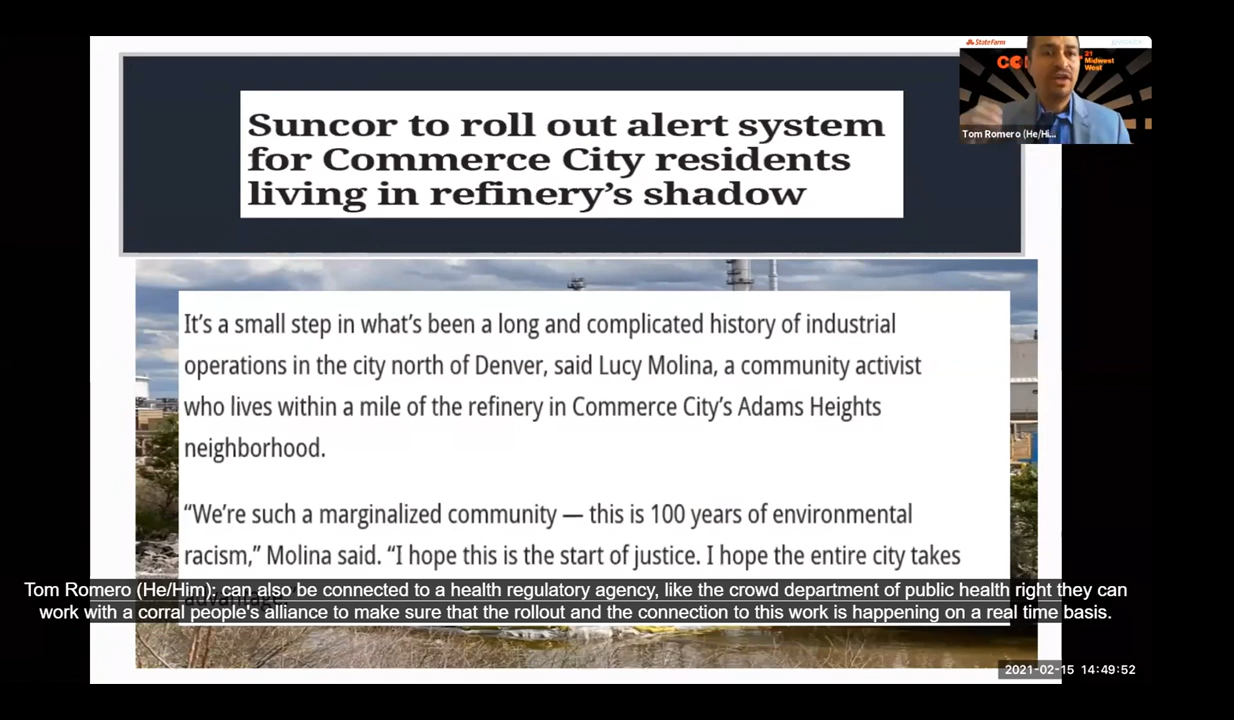 Suncor to roll out alert system
for Commerce City residents
living in refinery's shadow
StateFarm
21
Midwest
West
Tom Romero (He/Hi...
It's a small step in what's been a long and complicated history of industrial
operations in the city north of Denver, said Lucy Molina, a community activist
who lives within a mile of the refinery in Commerce City's Adams Heights
neighborhood.
“We're such a marginalized community — this is 100 years of environmental
racism,” Molina said. “I hope this is the start of justice. I hope the entire city takes
Tom Romero (He/Him): can also be connected to a health regulatory agency, like the crowd department of public health right they can
work with a corral people's alliance to make sure that the rollout and the connection to this work is happening on a real time basis.
2021-02-15 14:49:52